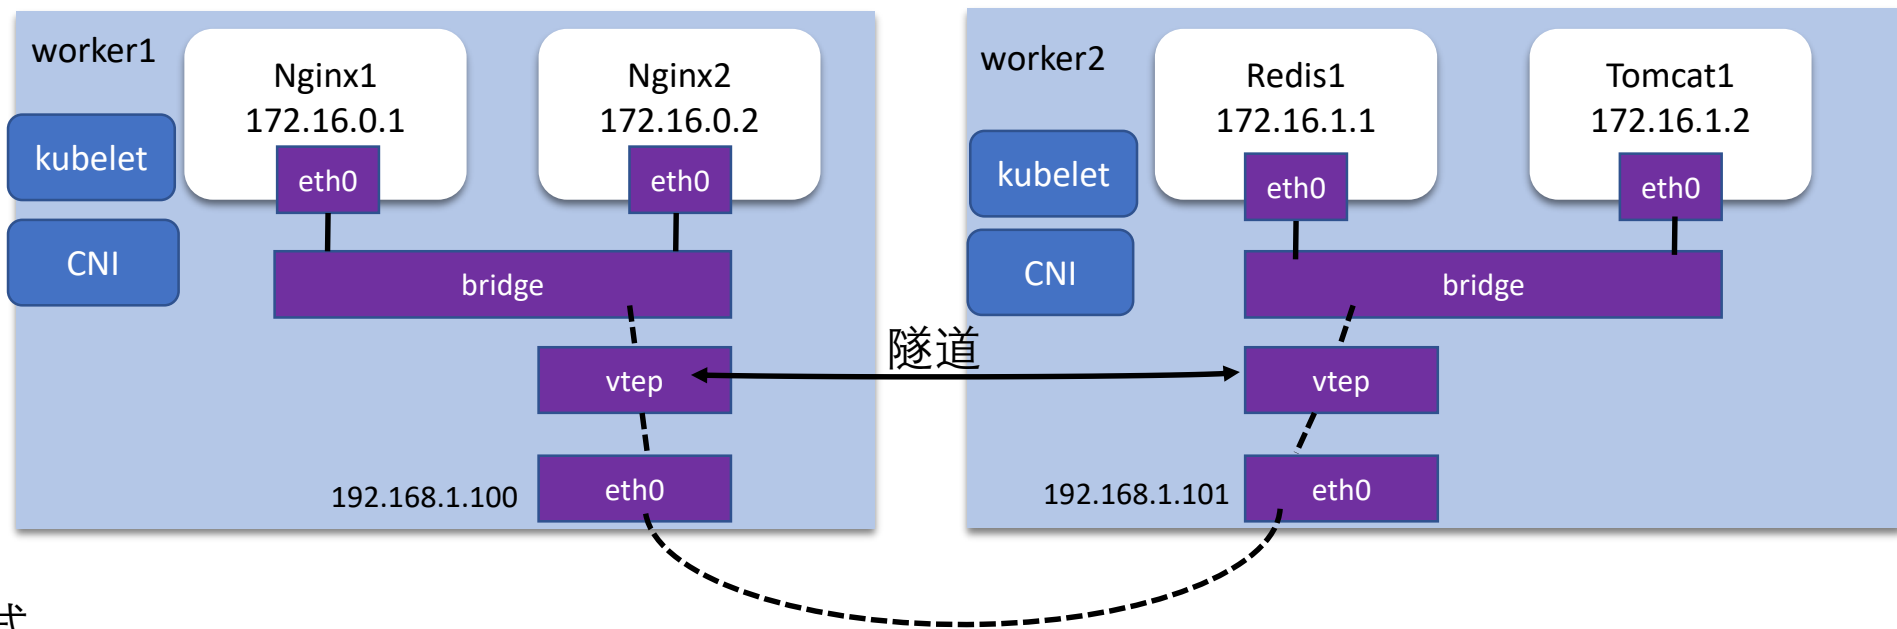 worker1
Nginx1
172.16.0.1
eth0
Nginx2
172.16.0.2
eth0
kubelet
CNI
bridge
vtep
192.168.1.100
eth0
隧道
worker2
Redis1
172.16.1.1
eth0
Tomcat1
172.16.1.2
eth0
kubelet
CNI
bridge
vtep
192.168.1.101
eth0